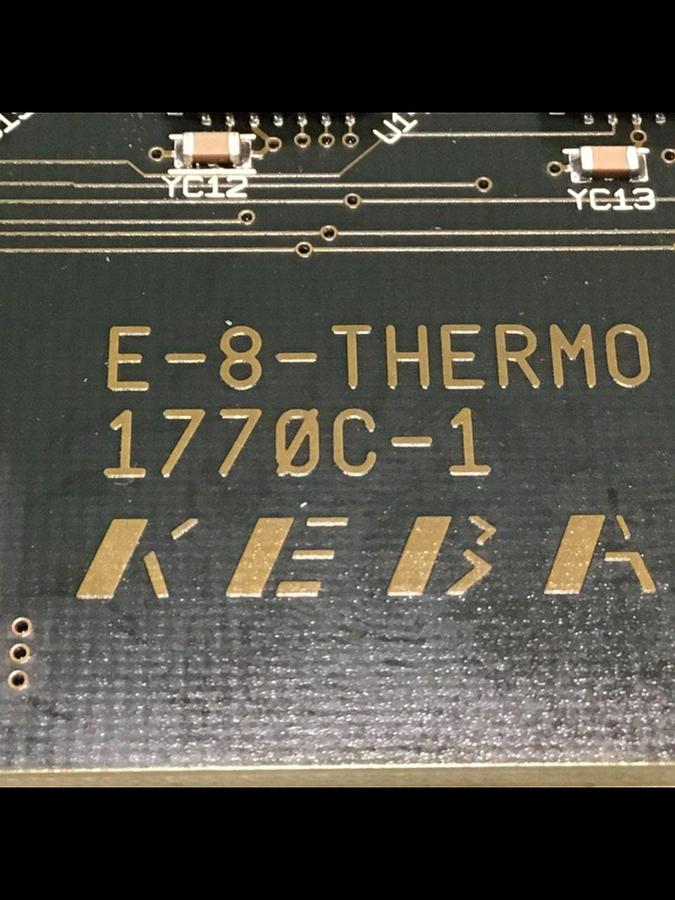 YC12
YC13
E-8-THERMO
1770C-1
KEBA